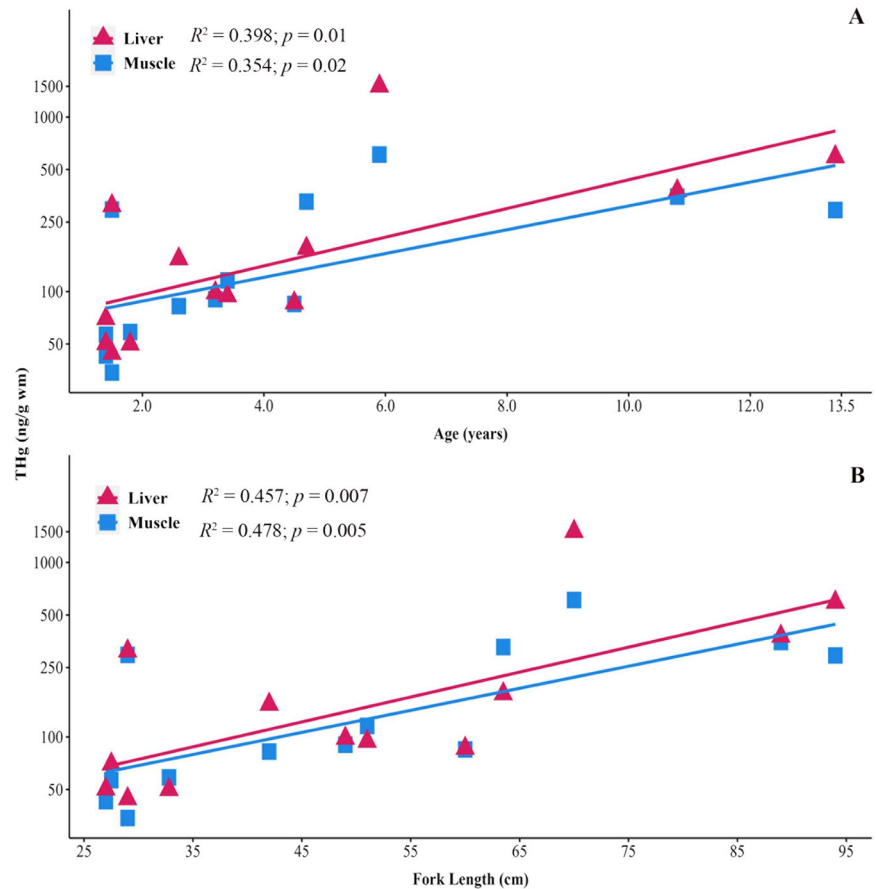 A
Liver R² = 0.398; p = 0.01
Muscle R² = 0.354; p = 0.02
1500
1000
500
250
100
50
2.0 4.0 6.0 8.0 10.0 12.0 13.5
Age (years)
THg (ng/g wm)
B
Liver R² = 0.457; p = 0.007
Muscle R² = 0.478; p = 0.005
1500
1000
500
250
100
50
25 35 45 55 65 75 85 95
Fork Length (cm)